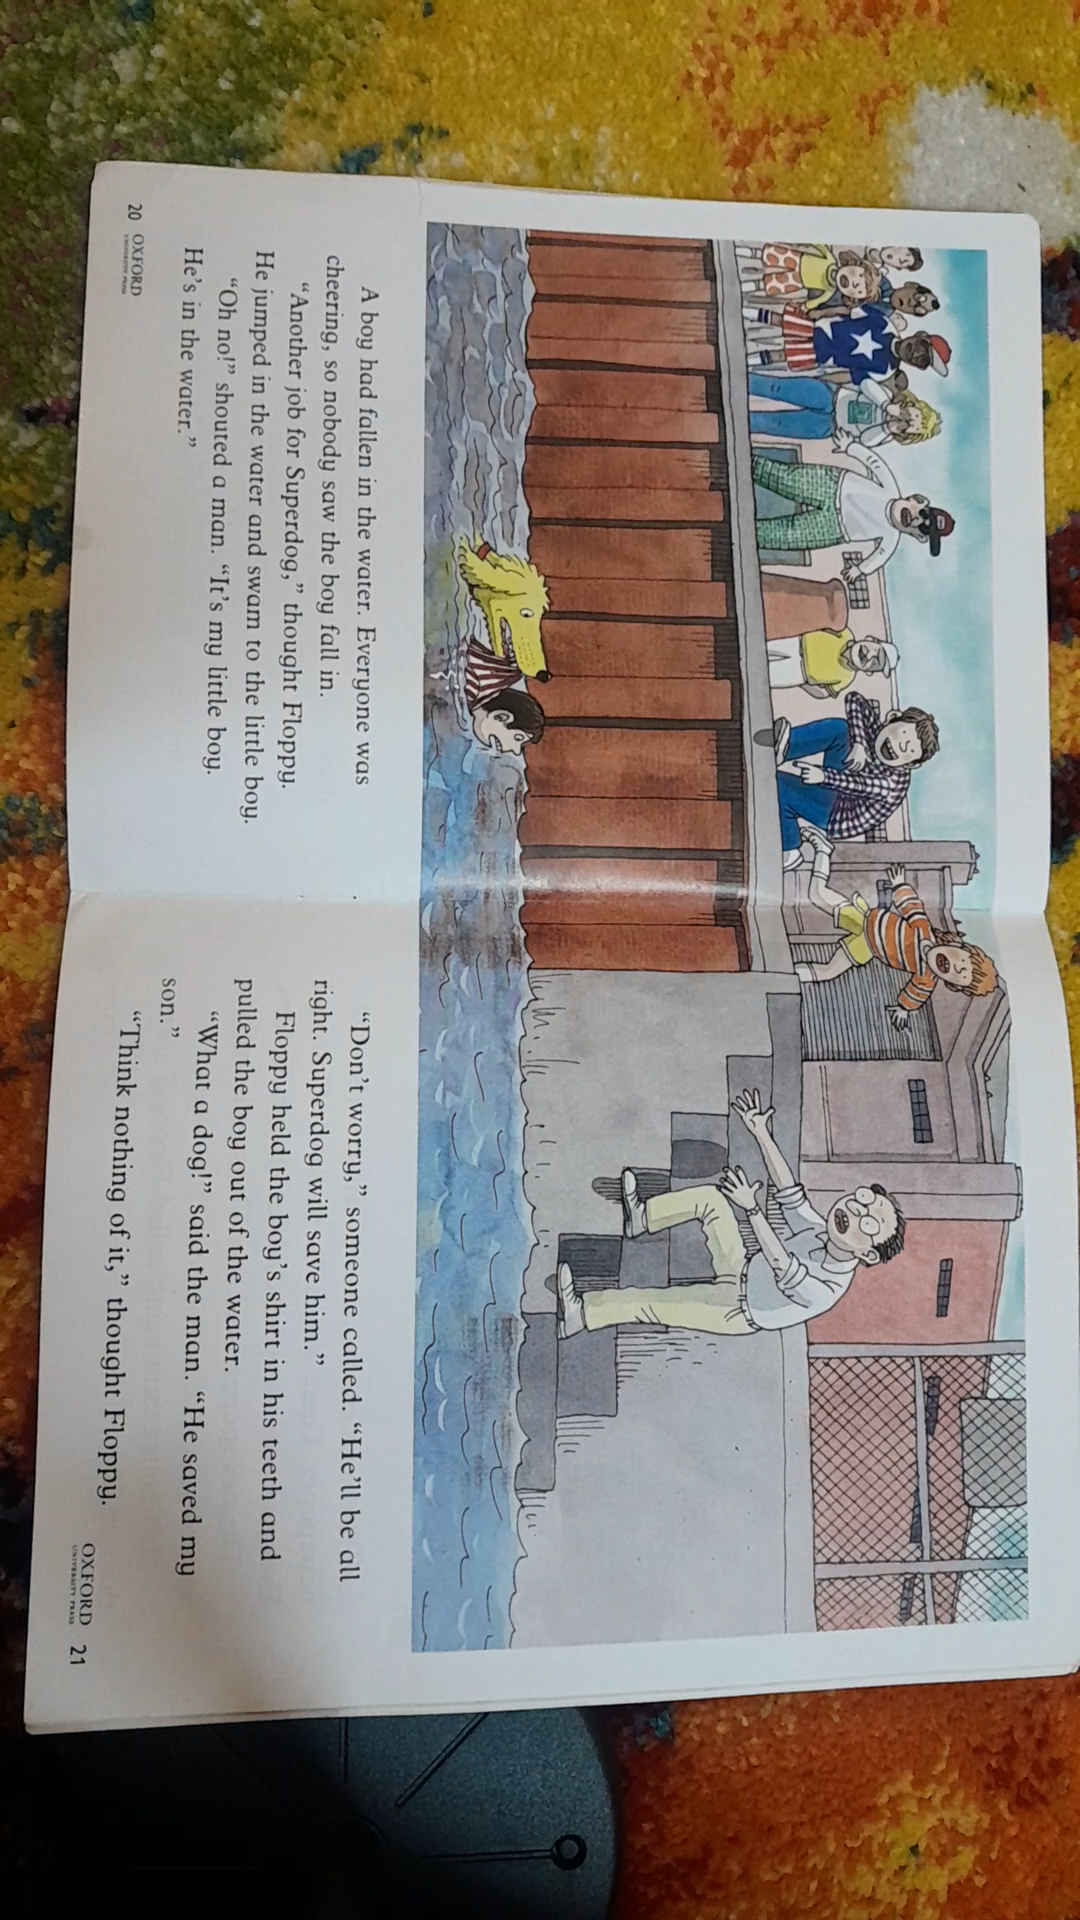 A boy had fallen in the water. Everyone was
cheering, so nobody saw the boy fall in.
“Another job for Superdog,” thought Floppy.
He jumped in the water and swam to the little boy.
“Oh no!” shouted a man. “It’s my little boy.
He’s in the water.”
20 OXFORD
UNIVERSITY PRESS
“Don’t worry,” someone called. “He’ll be all
right. Superdog will save him.”
Floppy held the boy’s shirt in his teeth and
pulled the boy out of the water.
“What a dog!” said the man. “He saved my
son.”
“Think nothing of it,” thought Floppy.
OXFORD 21
UNIVERSITY PRESS